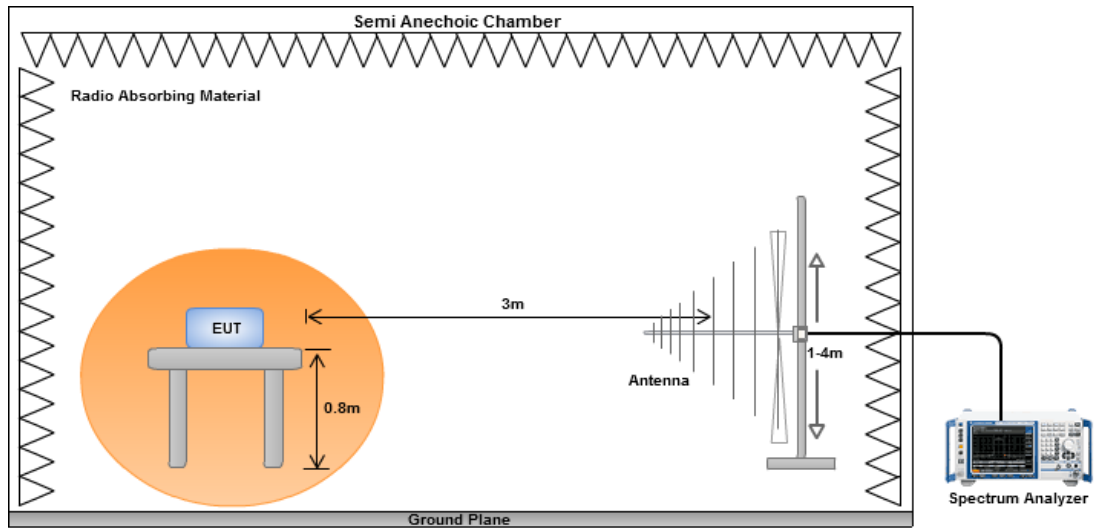 Semi Anechoic Chamber
Radio Absorbing Material
3m
EUT
1-4m
Antenna
0.8m
Spectrum Analyzer
Ground Plane